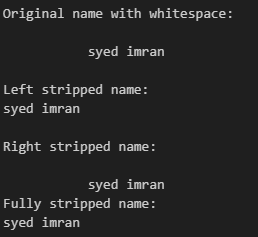 Original name with whitespace:
syed imran
Left stripped name:
syed imran
Right stripped name:
syed imran
Fully stripped name:
syed imran